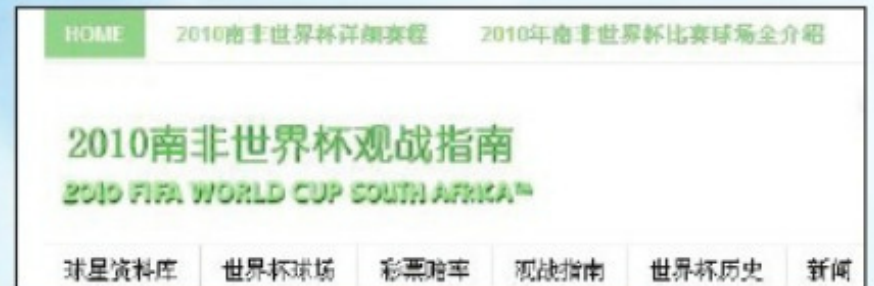 HOME 2010南非世界杯详细赛程 2010年南非世界杯比赛球场全介绍
2010南非世界杯观战指南
2010 FIFA WORLD CUP SOUTH AFRICA™
球星资料库 世界杯球场 彩票赔率 观战指南 世界杯历史 新闻